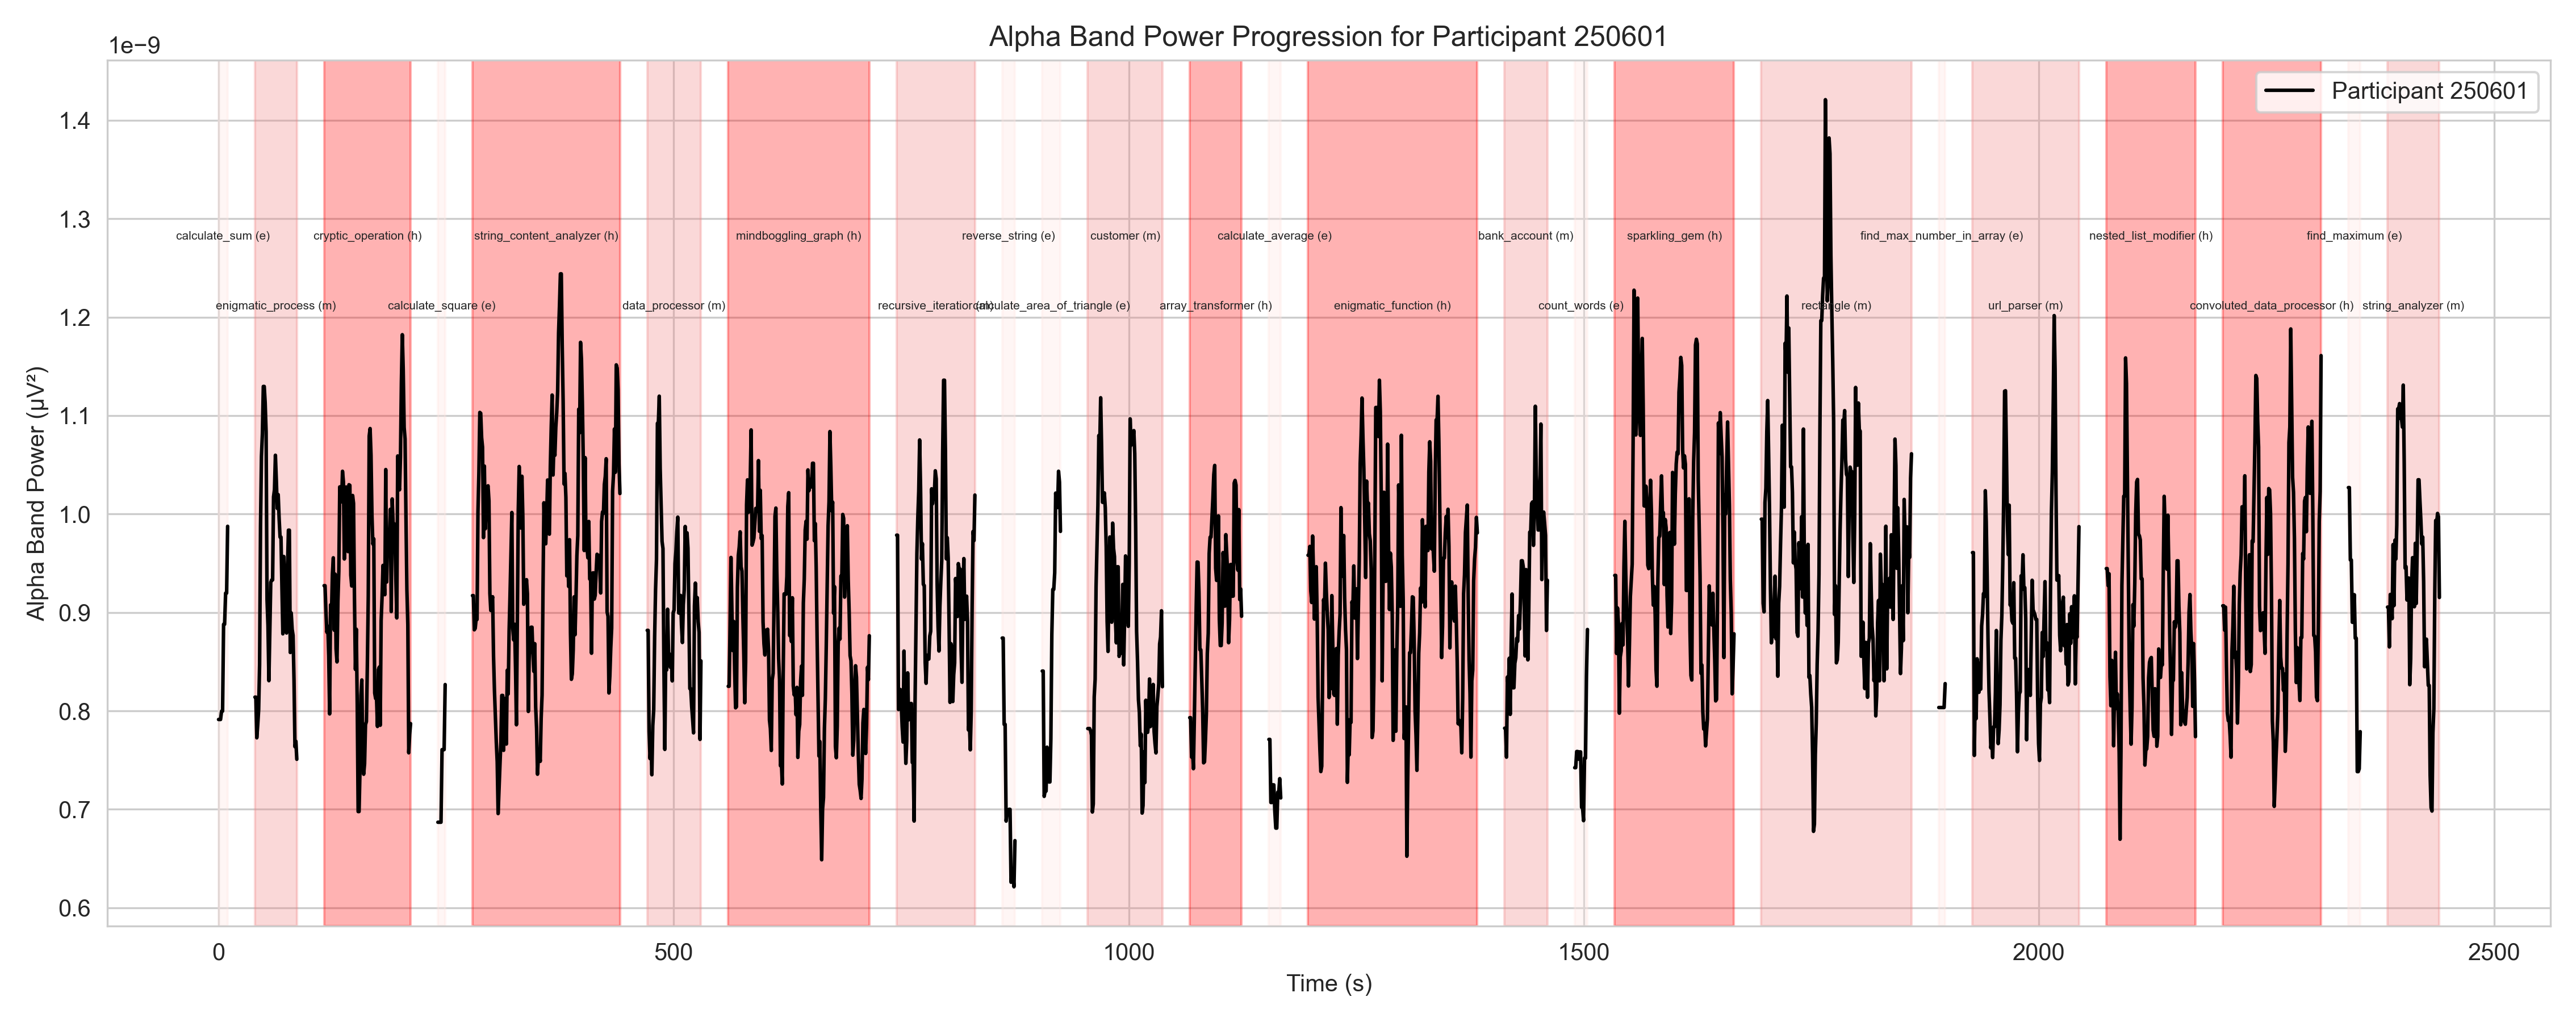 Alpha Band Power Progression for Participant 250601
1e−9
Participant 250601
1.4
1.3
1.2
1.1
1.0
0.9
0.8
0.7
0.6
Alpha Band Power (µV²)
calculate_sum (e)
cryptic_operation (h)
string_content_analyzer (h)
mindboggling_graph (h)
reverse_string (e)
customer (m)
calculate_average (e)
bank_account (m)
sparkling_gem (h)
find_max_number_in_array (e)
nested_list_modifier (h)
find_maximum (e)
enigmatic_process (m)
calculate_square (e)
data_processor (m)
recursive_iteration (m)
calculate_area_of_triangle (e)
array_transformer (h)
enigmatic_function (h)
count_words (e)
rectangle (m)
url_parser (m)
convoluted_data_processor (h)
string_analyzer (m)
0
500
1000
1500
2000
2500
Time (s)